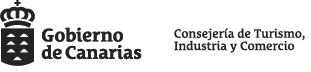 Gobierno
de Canarias
Consejería de Turismo,
Industria y Comercio